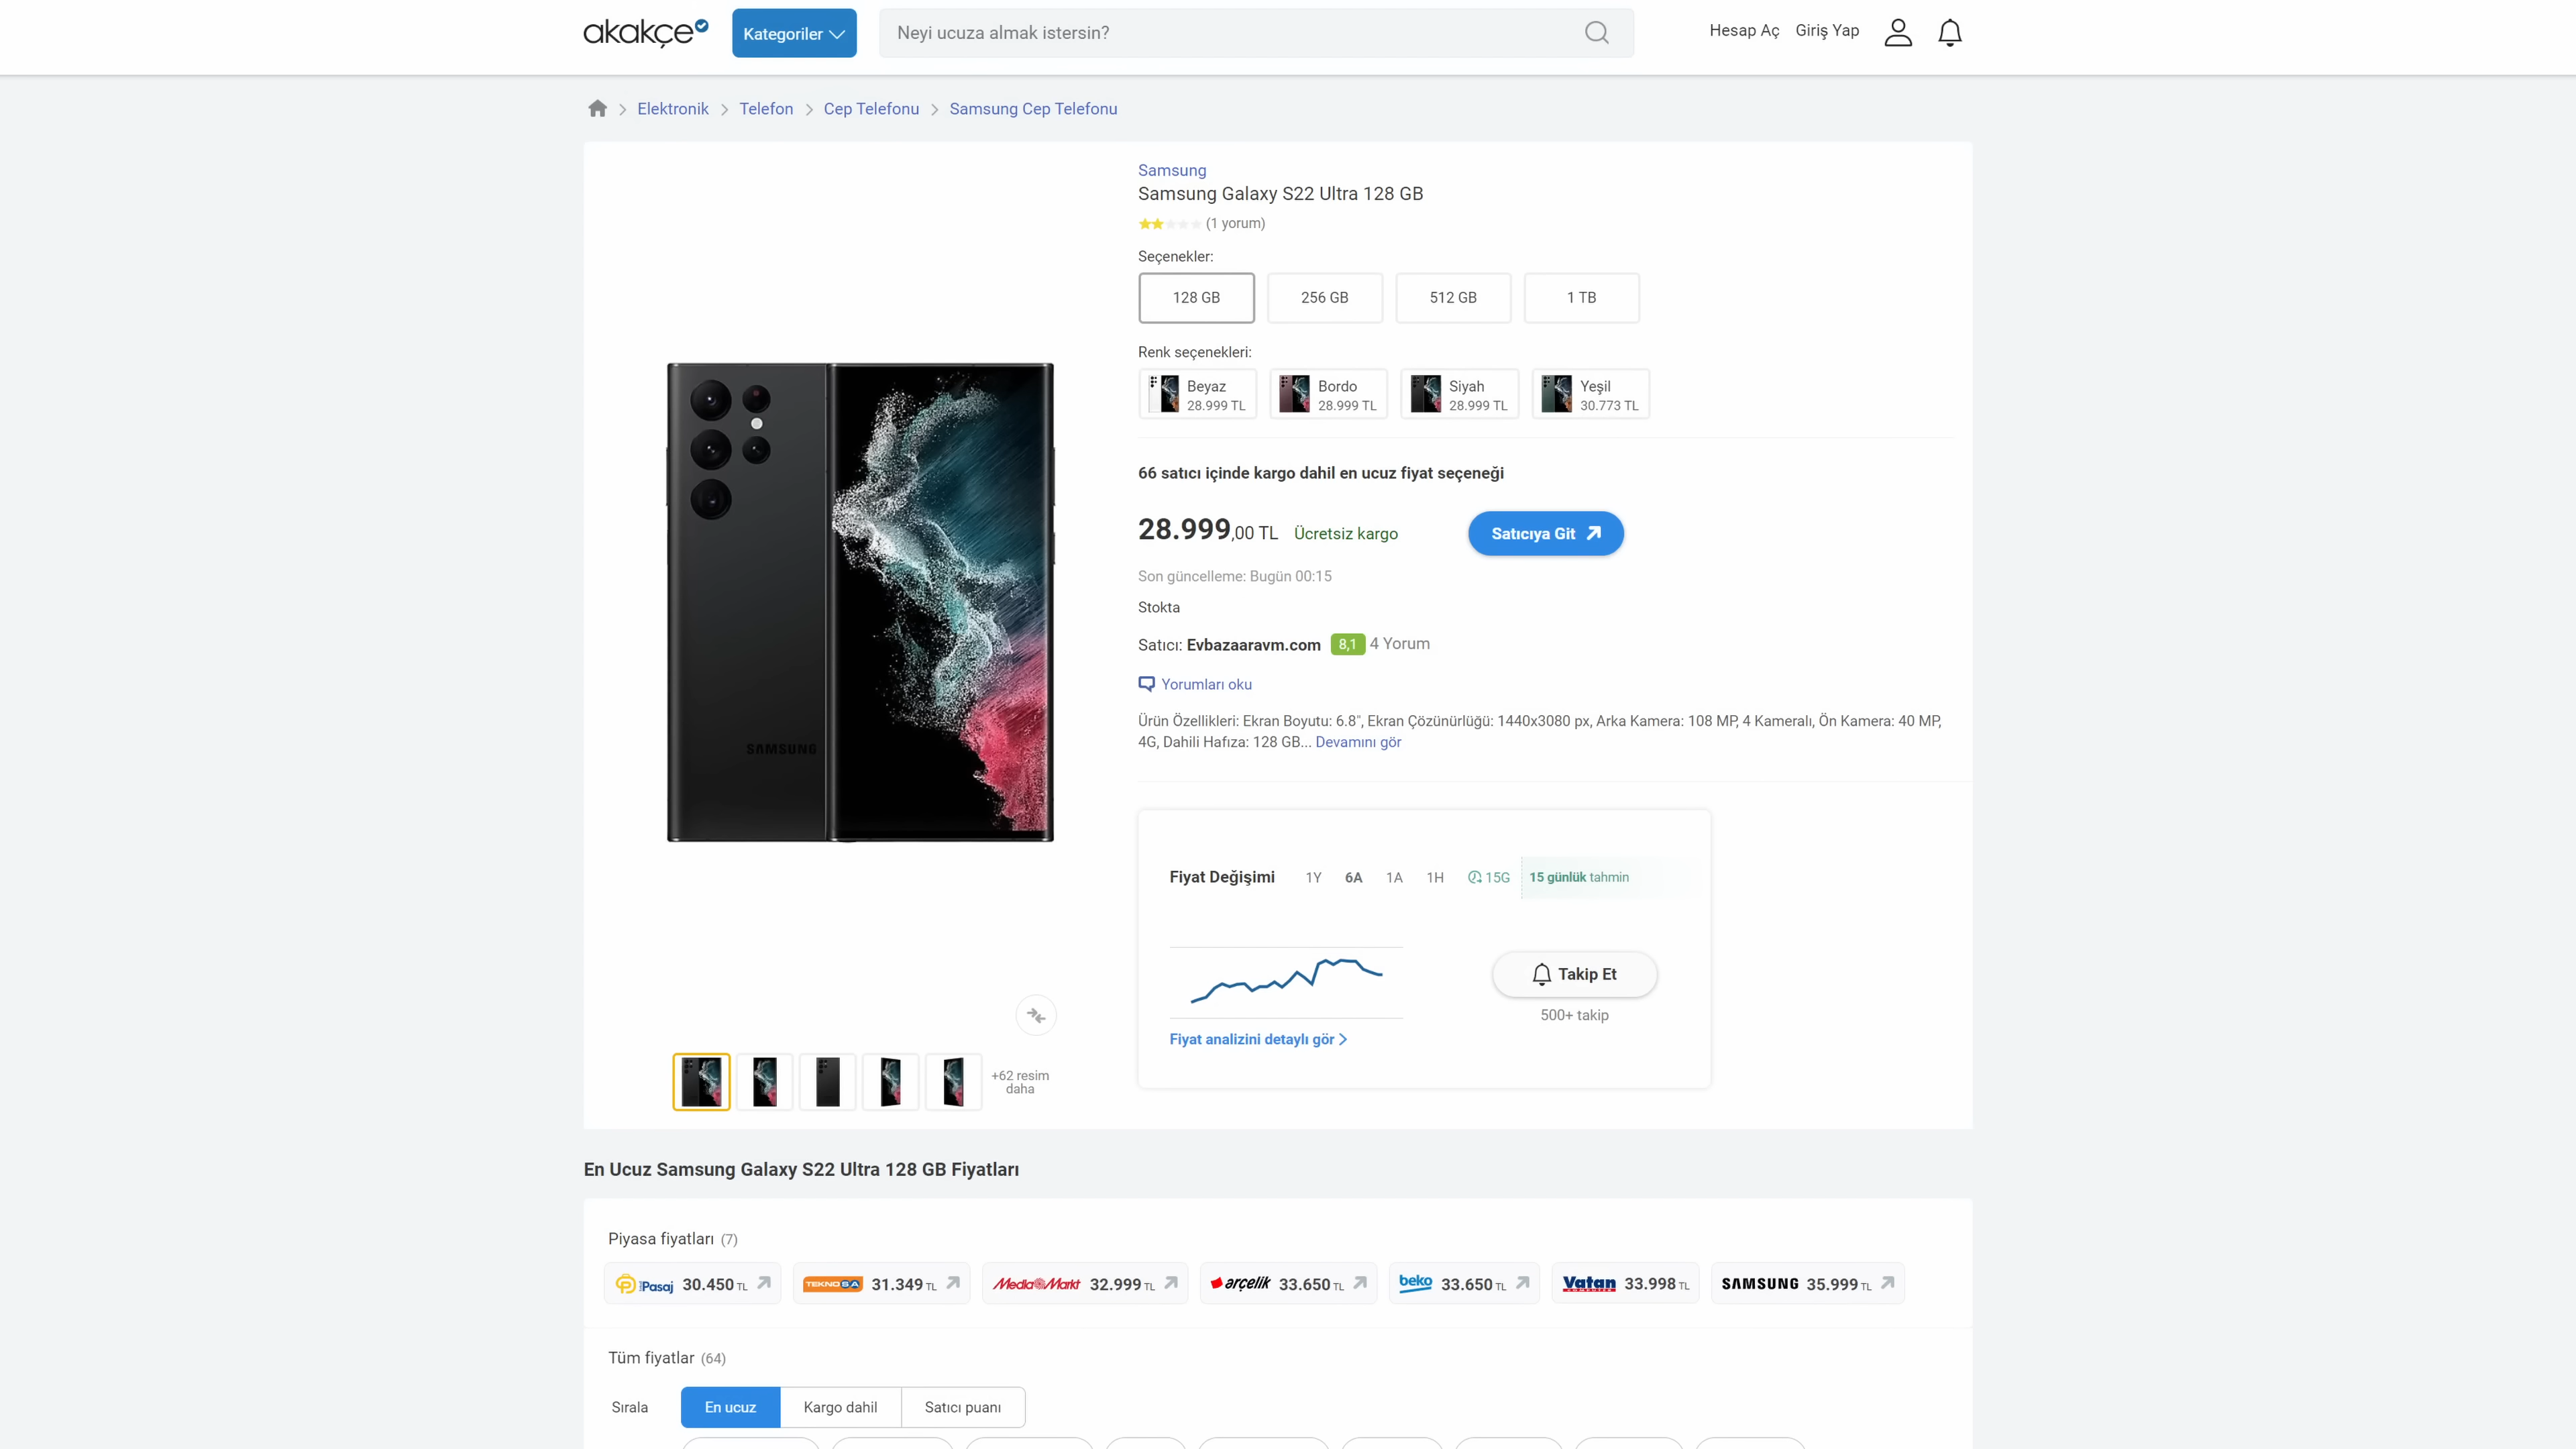 akakçe
Kategoriler
Neyi ucuza almak istersin?
Hesap Aç
Giriş Yap
Elektronik
Telefon
Cep Telefonu
Samsung Cep Telefonu
Samsung
Samsung Galaxy S22 Ultra 128 GB
(1 yorum)
Seçenekler:
128 GB
256 GB
512 GB
1 TB
Renk seçenekleri:
Beyaz
28.999 TL
Bordo
28.999 TL
Siyah
28.999 TL
Yeşil
30.773 TL
66 satıcı içinde kargo dahil en ucuz fiyat seçeneği
28.999,00 TL
Ücretsiz kargo
Satıcıya Git
Son güncelleme: Bugün 00:15
Stokta
Satıcı: Evbazaaravm.com 8,1 4 Yorum
Yorumları oku
Ürün Özellikleri: Ekran Boyutu: 6.8", Ekran Çözünürlüğü: 1440x3080 px, Arka Kamera: 108 MP, 4 Kameralı, Ön Kamera: 40 MP,
4G, Dahili Hafıza: 128 GB... Devamını gör
SAMSUNG
Fiyat Değişimi
1Y
6A
1A
1H
15G
15 günlük tahmin
Takip Et
500+ takip
Fiyat analizini detaylı gör
+62 resim
daha
En Ucuz Samsung Galaxy S22 Ultra 128 GB Fiyatları
Piyasa fiyatları (7)
Pasaj 30.450 TL
TEKNOSA 31.349 TL
MediaMarkt 32.999 TL
arçelik 33.650 TL
beko 33.650 TL
Vatan COMPUTER 33.998 TL
SAMSUNG 35.999 TL
Tüm fiyatlar (64)
Sırala
En ucuz
Kargo dahil
Satıcı puanı